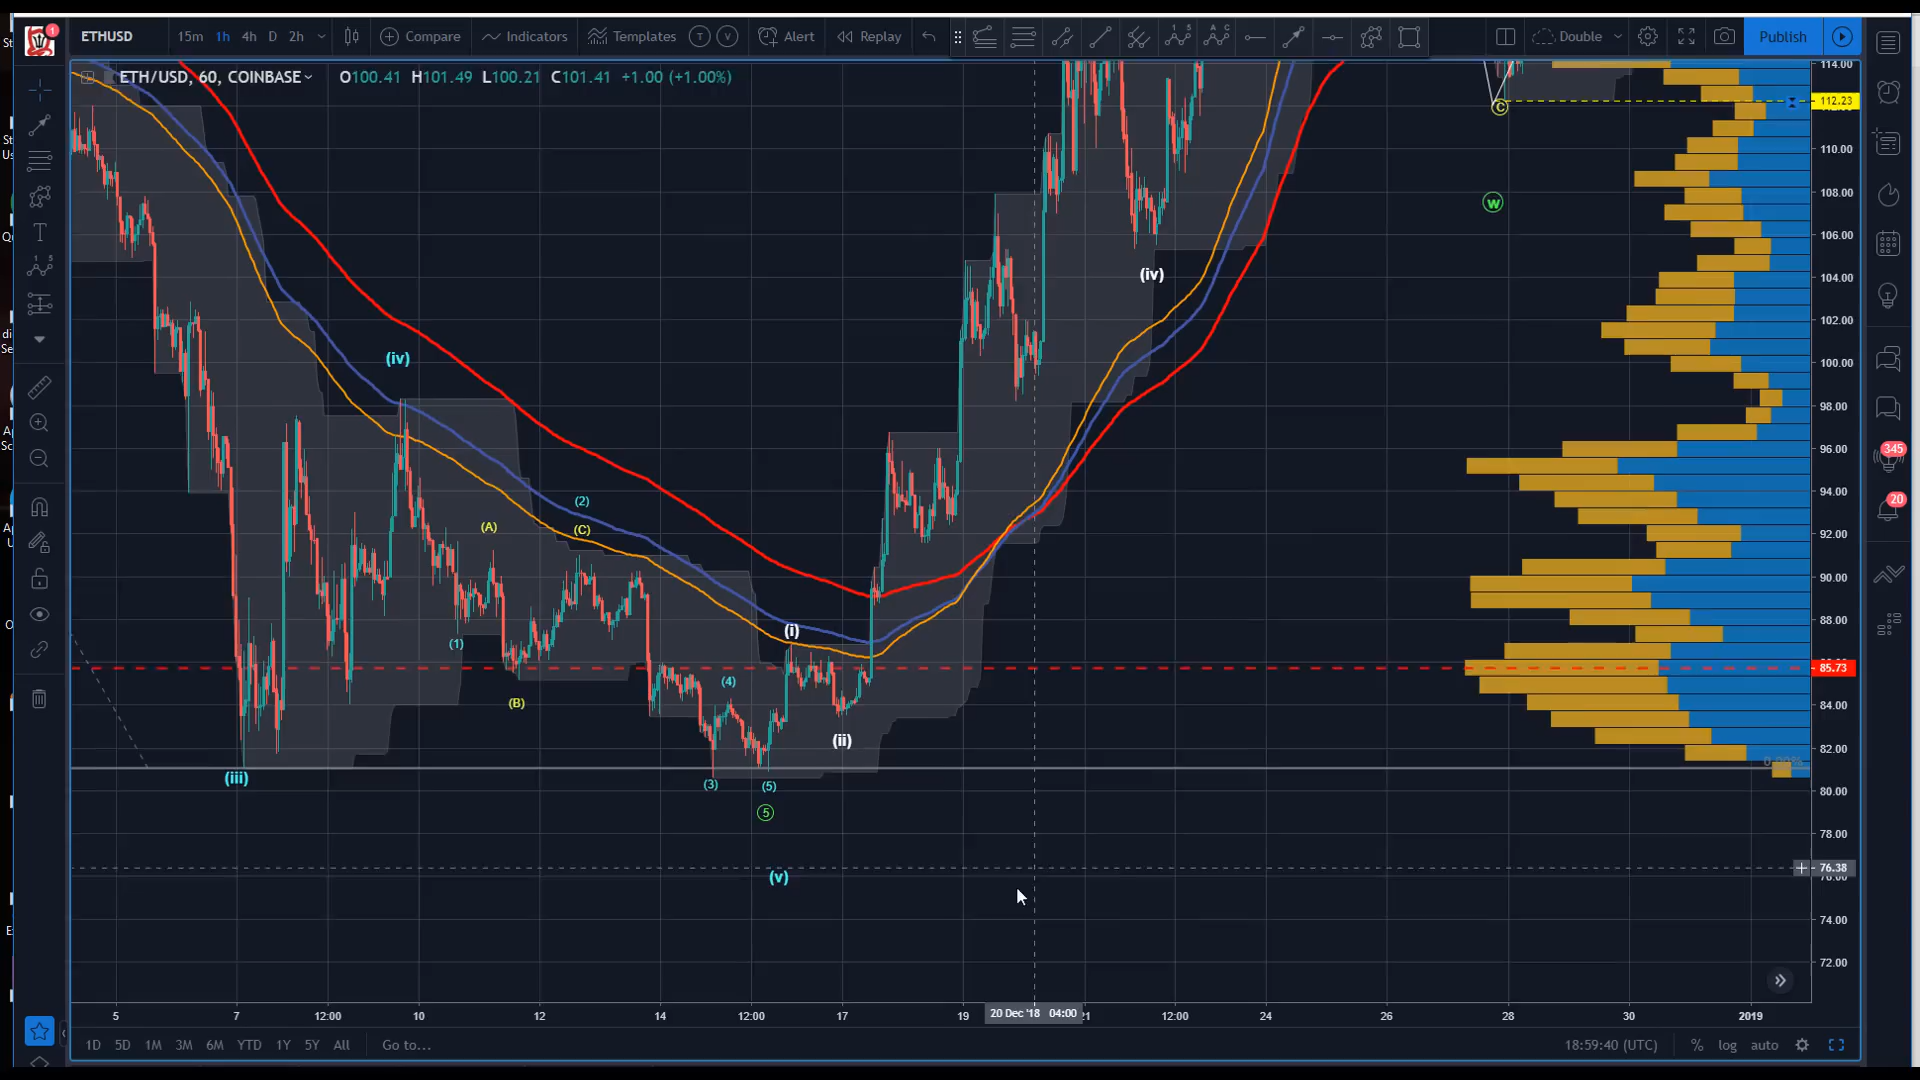 1
ETHUSD
15m 1h 4h D 2h
Compare
Indicators
Templates
T V
Alert
Replay
Double
Publish
ETH/USD, 60, COINBASE
O100.41 H101.49 L100.21 C101.41 +1.00 (+1.00%)
114.00
112.23
110.00
108.00
106.00
104.00
102.00
100.00
98.00
96.00
94.00
92.00
90.00
88.00
85.73
84.00
82.00
80.00
78.00
76.38
74.00
72.00
C
w
(iv)
(iv)
(2)
(A)
(C)
(i)
(1)
(4)
(B)
(ii)
(iii)
(3)
(5)
5
(v)
345
20
5 7 12:00 10 12 14 12:00 17 19 20 Dec '18 04:00 21 12:00 24 26 28 30 2019
1D 5D 1M 3M 6M YTD 1Y 5Y All Go to...
18:59:40 (UTC) % log auto